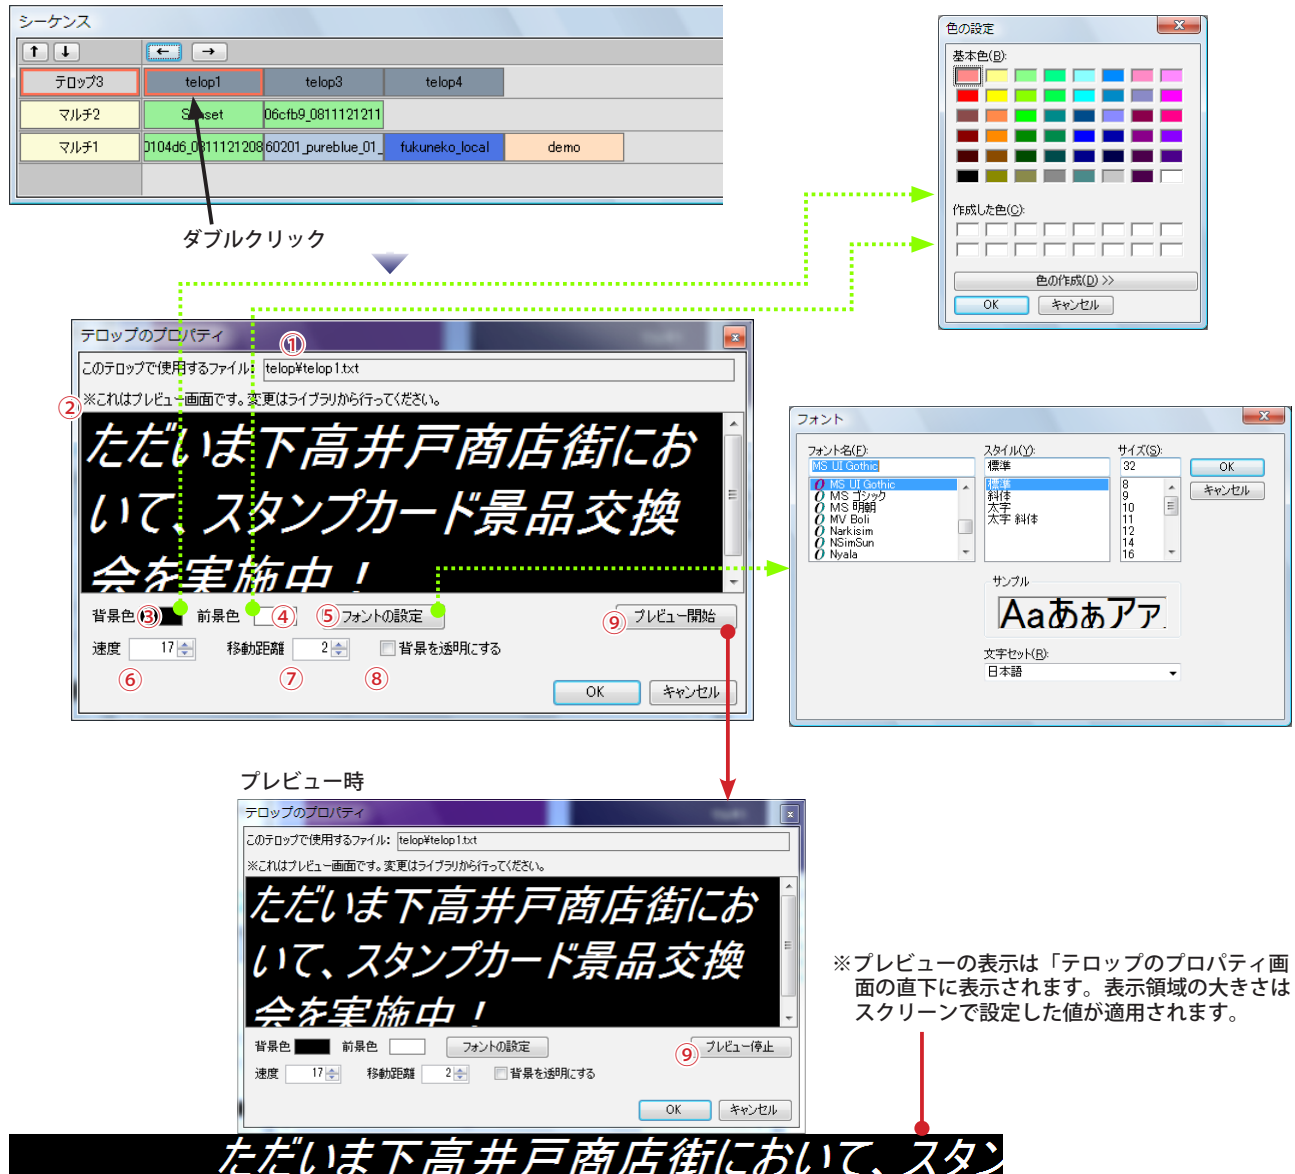 シーケンス
↑ ↓ ← →
テロップ3 telop1 telop3 telop4
マルチ2 06cfb9_0811121211
マルチ1 0104d6_0811121208 60201_pureblue_01_ fukuneko_local demo
ダブルクリック
色の設定
基本色(B):
作成した色(C):
色の作成(D) >>
OK キャンセル
テロップのプロパティ
①
このテロップで使用するファイル: telop¥telop1.txt
② ※これはプレビュー画面です。変更はライブラリから行ってください。
ただいま下高井戸商店街にお
いて、スタンプカード景品交換
会を実施中！
背景色 ③ 前景色 ④ ⑤ フォントの設定 ⑨ プレビュー開始
速度 17 移動距離 2 背景を透明にする
⑥ ⑦ ⑧
OK キャンセル
フォント
フォント名(F): スタイル(Y): サイズ(S):
MS UI Gothic 標準 32 OK
MS UI Gothic 標準 8 キャンセル
MS ゴシック 斜体 9
MS 明朝 太字 10
MV Boli 太字 斜体 11
Narkisim 12
NSimSun 14
Nyala 16
サンプル
Aaあぁアァ
文字セット(R):
日本語
プレビュー時
テロップのプロパティ
このテロップで使用するファイル: telop¥telop1.txt
※これはプレビュー画面です。変更はライブラリから行ってください。
ただいま下高井戸商店街にお
いて、スタンプカード景品交換
会を実施中！
背景色 前景色 フォントの設定 ⑨ プレビュー停止
速度 17 移動距離 2 背景を透明にする
OK キャンセル
※プレビューの表示は「テロップのプロパティ画
面の直下に表示されます。表示領域の大きさは
スクリーンで設定した値が適用されます。
ただいま下高井戸商店街において、スタン